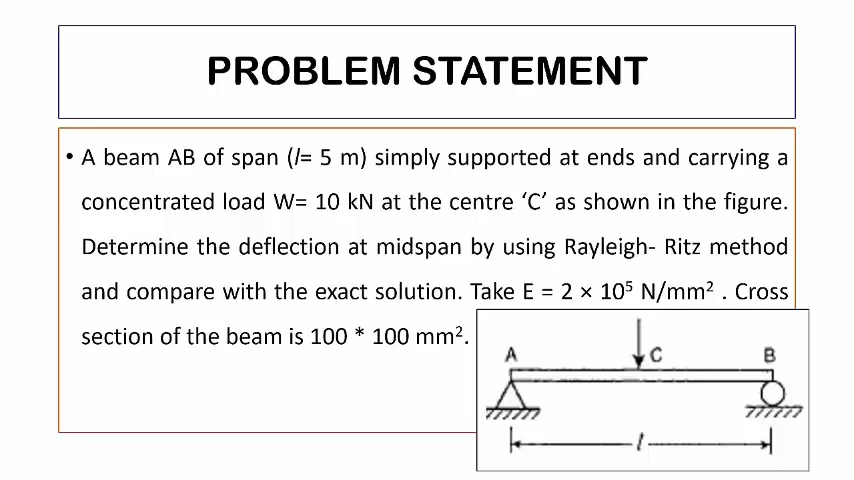 PROBLEM STATEMENT
• A beam AB of span (l= 5 m) simply supported at ends and carrying a
concentrated load W= 10 kN at the centre ‘C’ as shown in the figure.
Determine the deflection at midspan by using Rayleigh- Ritz method
and compare with the exact solution. Take E = 2 × 10⁵ N/mm² . Cross
section of the beam is 100 * 100 mm².
A C B
l